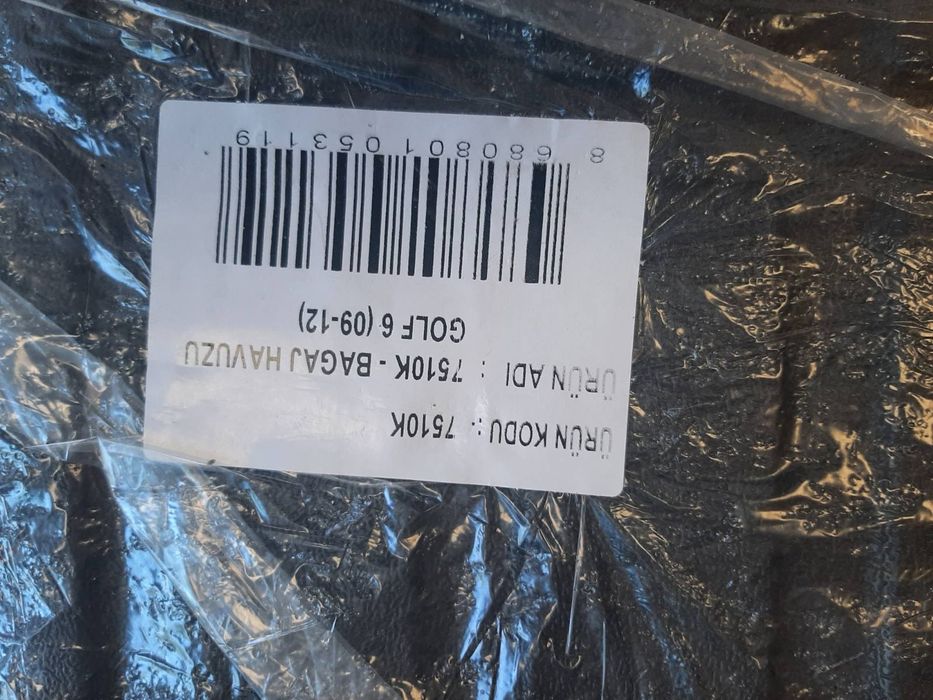 ÜRÜN KODU : 7510K
ÜRÜN ADI : 7510K - BAGAJ HAVUZU
GOLF 6 (09-12)
8 680801 053119